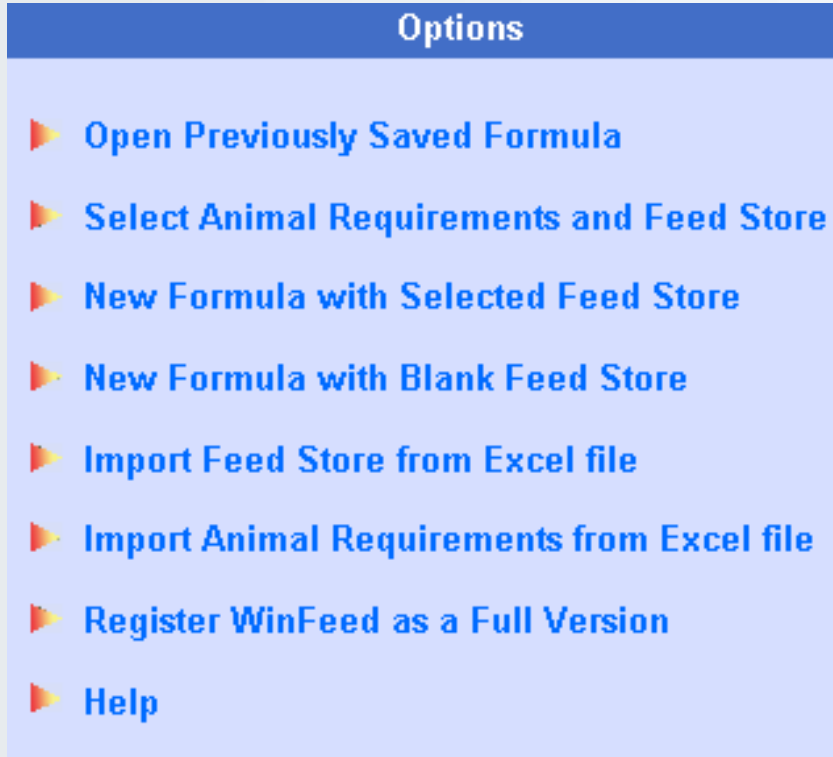 Options
Open Previously Saved Formula
Select Animal Requirements and Feed Store
New Formula with Selected Feed Store
New Formula with Blank Feed Store
Import Feed Store from Excel file
Import Animal Requirements from Excel file
Register WinFeed as a Full Version
Help